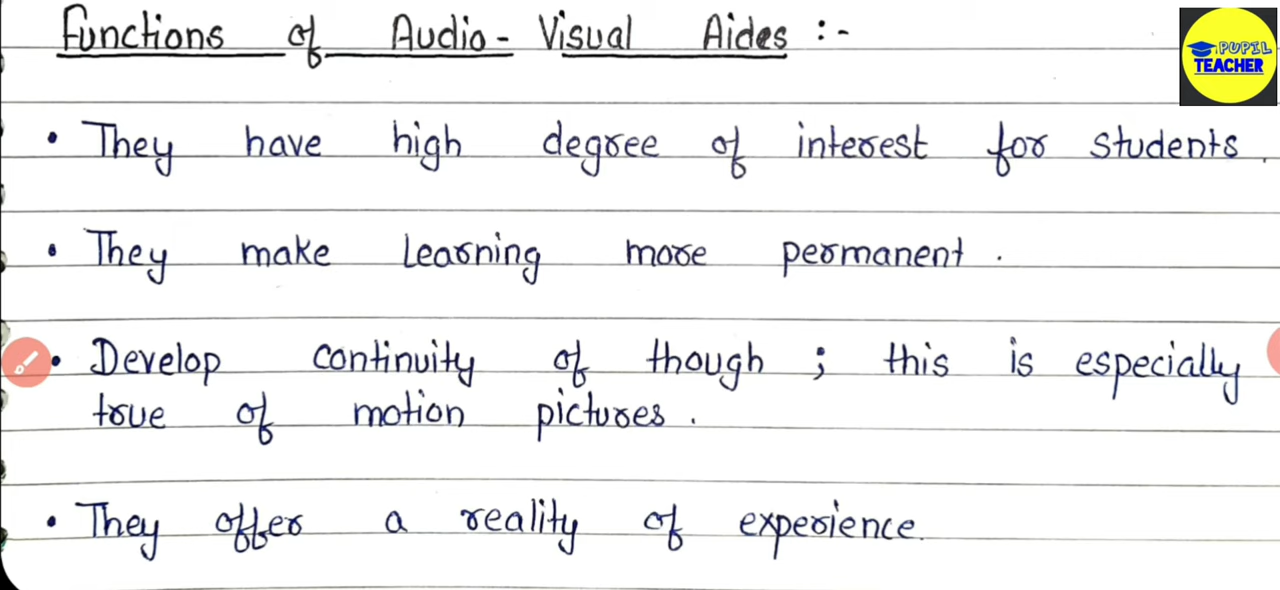 Functions of Audio-Visual Aides :-
PUPIL
TEACHER
• They have high degree of interest for students.
• They make Learning more permanent.
• Develop continuity of though ; this is especially
true of motion pictures.
• They offer a reality of experience.